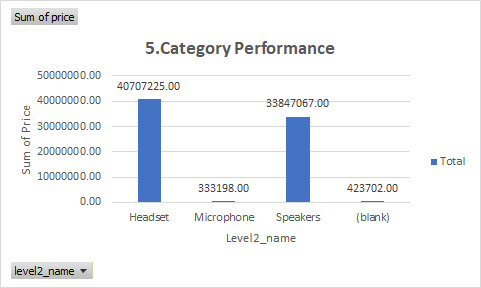 Sum of price
5.Category Performance
50000000.00
40000000.00
30000000.00
20000000.00
10000000.00
0.00
Sum of Price
40707225.00
333198.00
33847067.00
423702.00
Headset Microphone Speakers (blank)
Level2_name
Total
level2_name